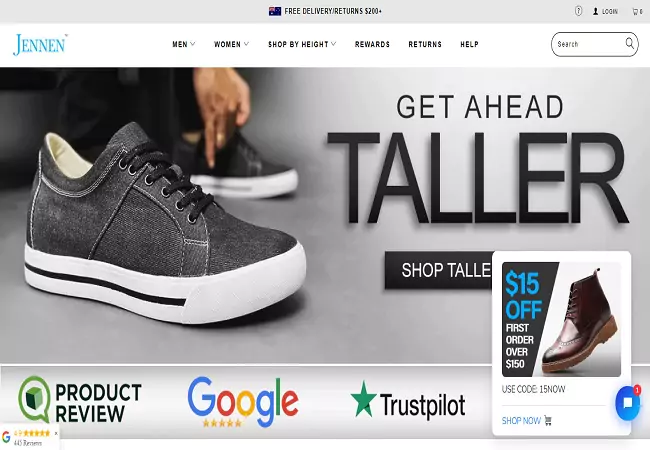 FREE DELIVERY/RETURNS $200+
LOGIN
0
JENNEN
MEN
WOMEN
SHOP BY HEIGHT
REWARDS
RETURNS
HELP
Search
GET AHEAD
TALLER
SHOP TALLE
$15
OFF
FIRST
ORDER
OVER
$150
USE CODE: 15NOW
SHOP NOW
1
PRODUCT
REVIEW
Google
Trustpilot
4.9
445 Reviews